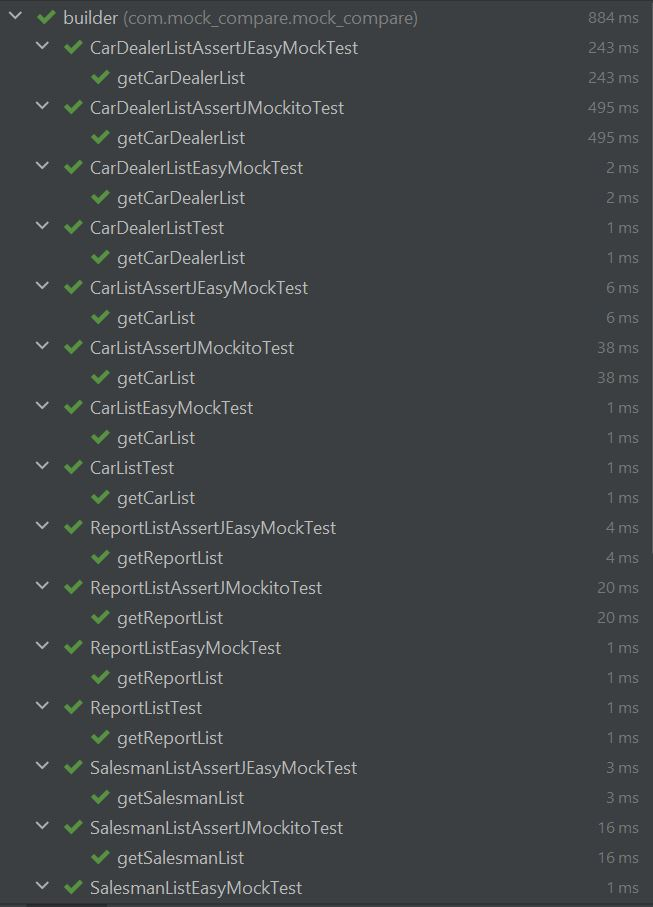 builder (com.mock_compare.mock_compare) 884 ms
CarDealerListAssertJEasyMockTest 243 ms
getCarDealerList 243 ms
CarDealerListAssertJMockitoTest 495 ms
getCarDealerList 495 ms
CarDealerListEasyMockTest 2 ms
getCarDealerList 2 ms
CarDealerListTest 1 ms
getCarDealerList 1 ms
CarListAssertJEasyMockTest 6 ms
getCarList 6 ms
CarListAssertJMockitoTest 38 ms
getCarList 38 ms
CarListEasyMockTest 1 ms
getCarList 1 ms
CarListTest 1 ms
getCarList 1 ms
ReportListAssertJEasyMockTest 4 ms
getReportList 4 ms
ReportListAssertJMockitoTest 20 ms
getReportList 20 ms
ReportListEasyMockTest 1 ms
getReportList 1 ms
ReportListTest 1 ms
getReportList 1 ms
SalesmanListAssertJEasyMockTest 3 ms
getSalesmanList 3 ms
SalesmanListAssertJMockitoTest 16 ms
getSalesmanList 16 ms
SalesmanListEasyMockTest 1 ms